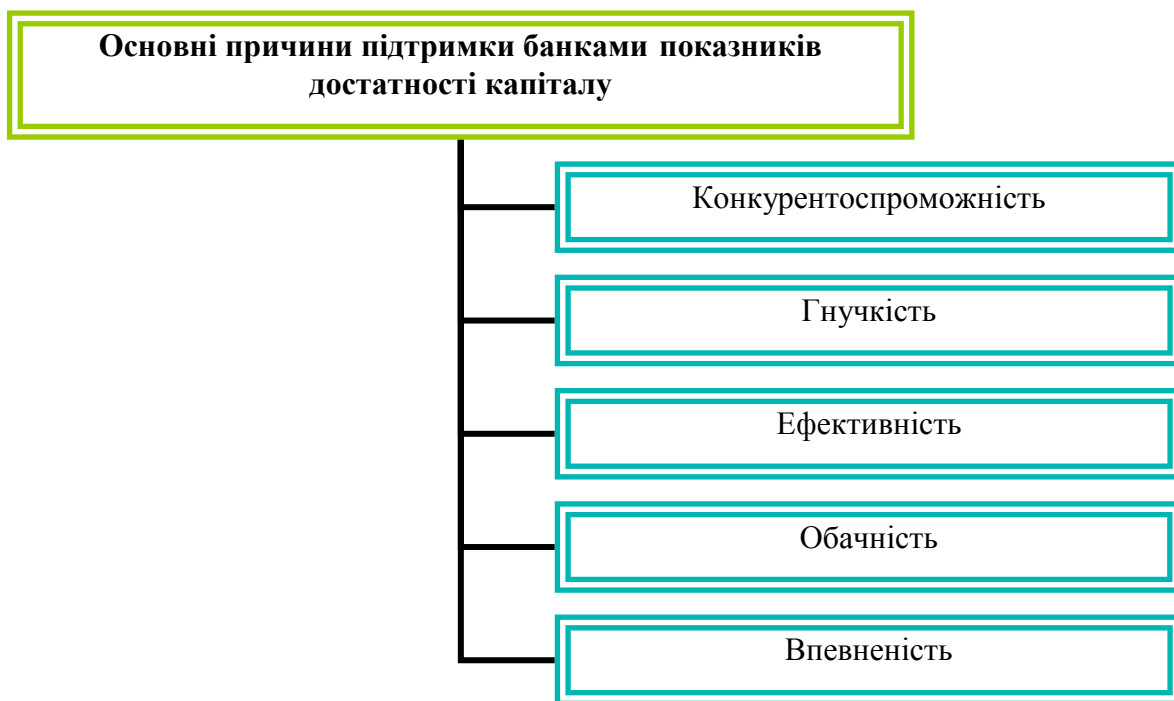 Основні причини підтримки банками показників
достатності капіталу
Конкурентоспроможність
Гнучкість
Ефективність
Обачність
Впевненість